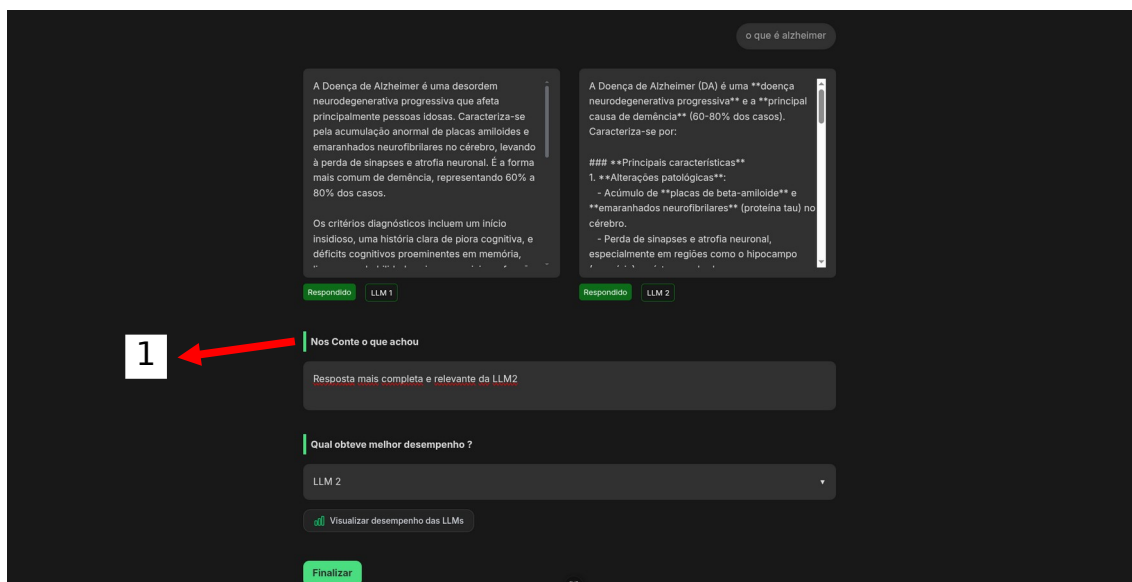 o que é alzheimer
A Doença de Alzheimer é uma desordem
neurodegenerativa progressiva que afeta
principalmente pessoas idosas. Caracteriza-se
pela acumulação anormal de placas amiloides e
emaranhados neurofibrilares no cérebro, levando
à perda de sinapses e atrofia neuronal. É a forma
mais comum de demência, representando 60% a
80% dos casos.
Os critérios diagnósticos incluem um início
insidioso, uma história clara de piora cognitiva, e
déficits cognitivos proeminentes em memória,
A Doença de Alzheimer (DA) é uma **doença
neurodegenerativa progressiva** e a **principal
causa de demência** (60-80% dos casos).
Caracteriza-se por:
### **Principais características**
1. **Alterações patológicas**:
- Acúmulo de **placas de beta-amiloide** e
**emaranhados neurofibrilares** (proteína tau) no
cérebro.
- Perda de sinapses e atrofia neuronal,
especialmente em regiões como o hipocampo
Respondido LLM 1
Respondido LLM 2
1
Nos Conte o que achou
Resposta mais completa e relevante da LLM2
Qual obteve melhor desempenho ?
LLM 2
Visualizar desempenho das LLMs
Finalizar